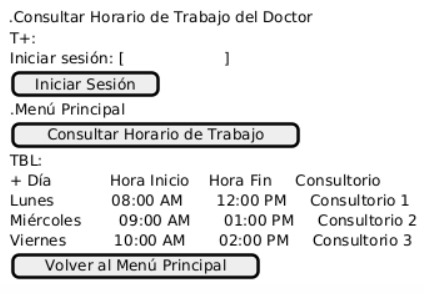 .Consultar Horario de Trabajo del Doctor
T+:
Iniciar sesión: [ ]
Iniciar Sesión
.Menú Principal
Consultar Horario de Trabajo
TBL:
+ Día Hora Inicio Hora Fin Consultorio
Lunes 08:00 AM 12:00 PM Consultorio 1
Miércoles 09:00 AM 01:00 PM Consultorio 2
Viernes 10:00 AM 02:00 PM Consultorio 3
Volver al Menú Principal